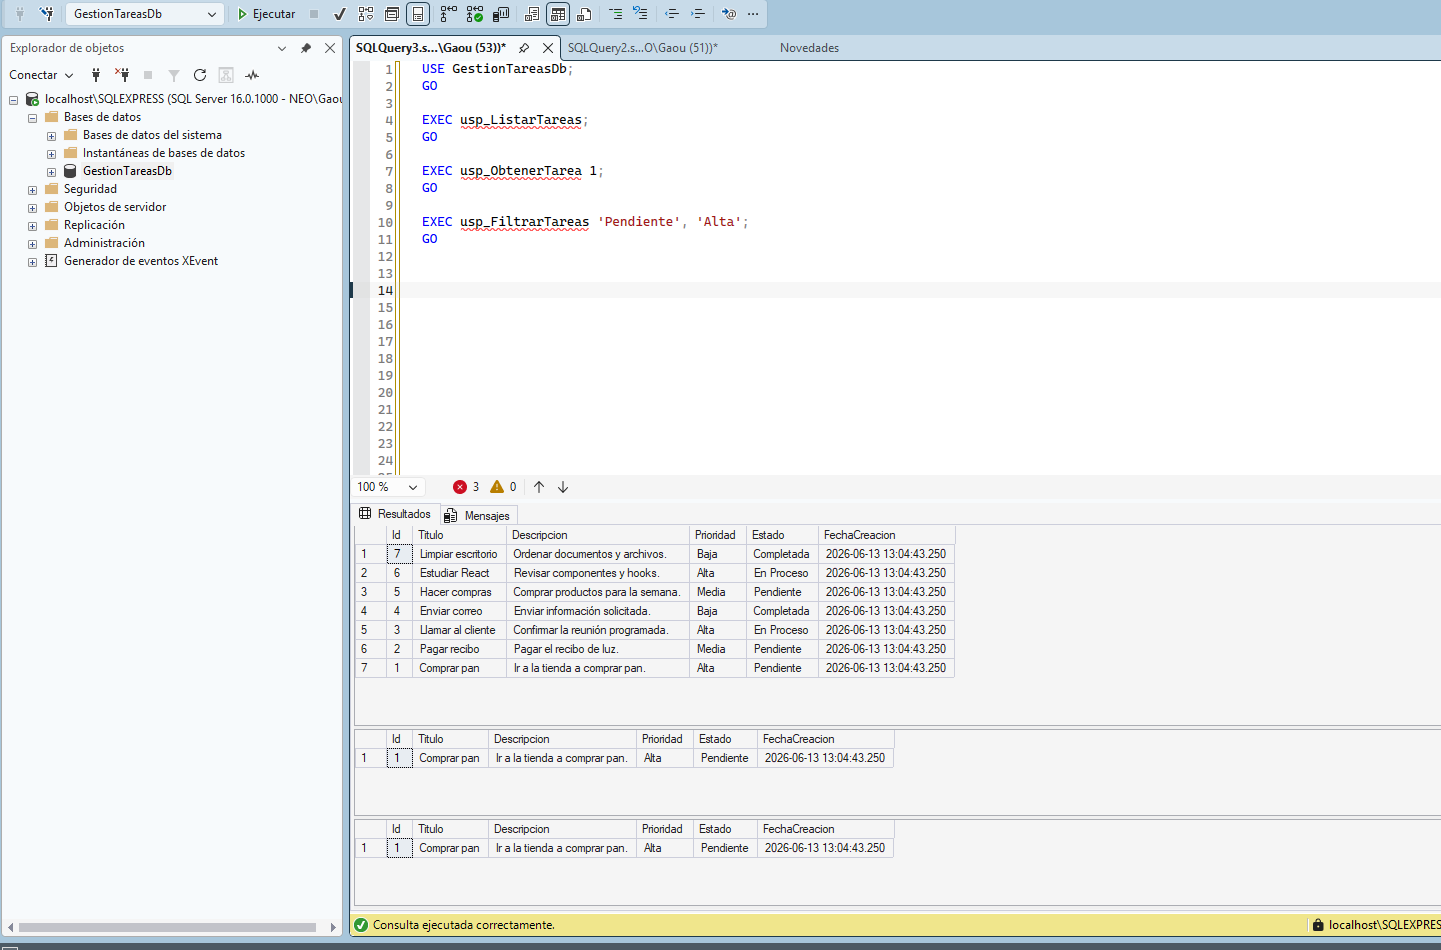 GestionTareasDb
Ejecutar
Explorador de objetos
Conectar
localhost\SQLEXPRESS (SQL Server 16.0.1000 - NEO\Gaou
Bases de datos
Bases de datos del sistema
Instantáneas de bases de datos
GestionTareasDb
Seguridad
Objetos de servidor
Replicación
Administración
Generador de eventos XEvent
SQLQuery3.s...\Gaou (53))*
SQLQuery2.s...O\Gaou (51))*
Novedades
1 USE GestionTareasDb;
2 GO
3
4 EXEC usp_ListarTareas;
5 GO
6
7 EXEC usp_ObtenerTarea 1;
8 GO
9
10 EXEC usp_FiltrarTareas 'Pendiente', 'Alta';
11 GO
12
13
14
15
16
17
18
19
20
21
22
23
24
100 % 3 0
Resultados Mensajes
Id Titulo Descripcion Prioridad Estado FechaCreacion
1 7 Limpiar escritorio Ordenar documentos y archivos. Baja Completada 2026-06-13 13:04:43.250
2 6 Estudiar React Revisar componentes y hooks. Alta En Proceso 2026-06-13 13:04:43.250
3 5 Hacer compras Comprar productos para la semana. Media Pendiente 2026-06-13 13:04:43.250
4 4 Enviar correo Enviar información solicitada. Baja Completada 2026-06-13 13:04:43.250
5 3 Llamar al cliente Confirmar la reunión programada. Alta En Proceso 2026-06-13 13:04:43.250
6 2 Pagar recibo Pagar el recibo de luz. Media Pendiente 2026-06-13 13:04:43.250
7 1 Comprar pan Ir a la tienda a comprar pan. Alta Pendiente 2026-06-13 13:04:43.250
Id Titulo Descripcion Prioridad Estado FechaCreacion
1 1 Comprar pan Ir a la tienda a comprar pan. Alta Pendiente 2026-06-13 13:04:43.250
Id Titulo Descripcion Prioridad Estado FechaCreacion
1 1 Comprar pan Ir a la tienda a comprar pan. Alta Pendiente 2026-06-13 13:04:43.250
Consulta ejecutada correctamente.
localhost\SQLEXPRES